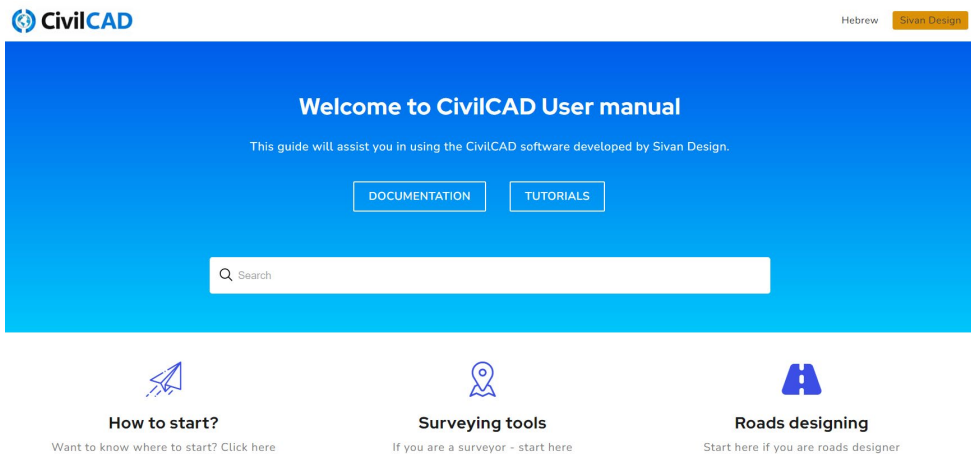 CivilCAD
Hebrew
Sivan Design
Welcome to CivilCAD User manual
This guide will assist you in using the CivilCAD software developed by Sivan Design.
DOCUMENTATION
TUTORIALS
Search
How to start?
Surveying tools
Roads designing
Want to know where to start? Click here
If you are a surveyor - start here
Start here if you are roads designer